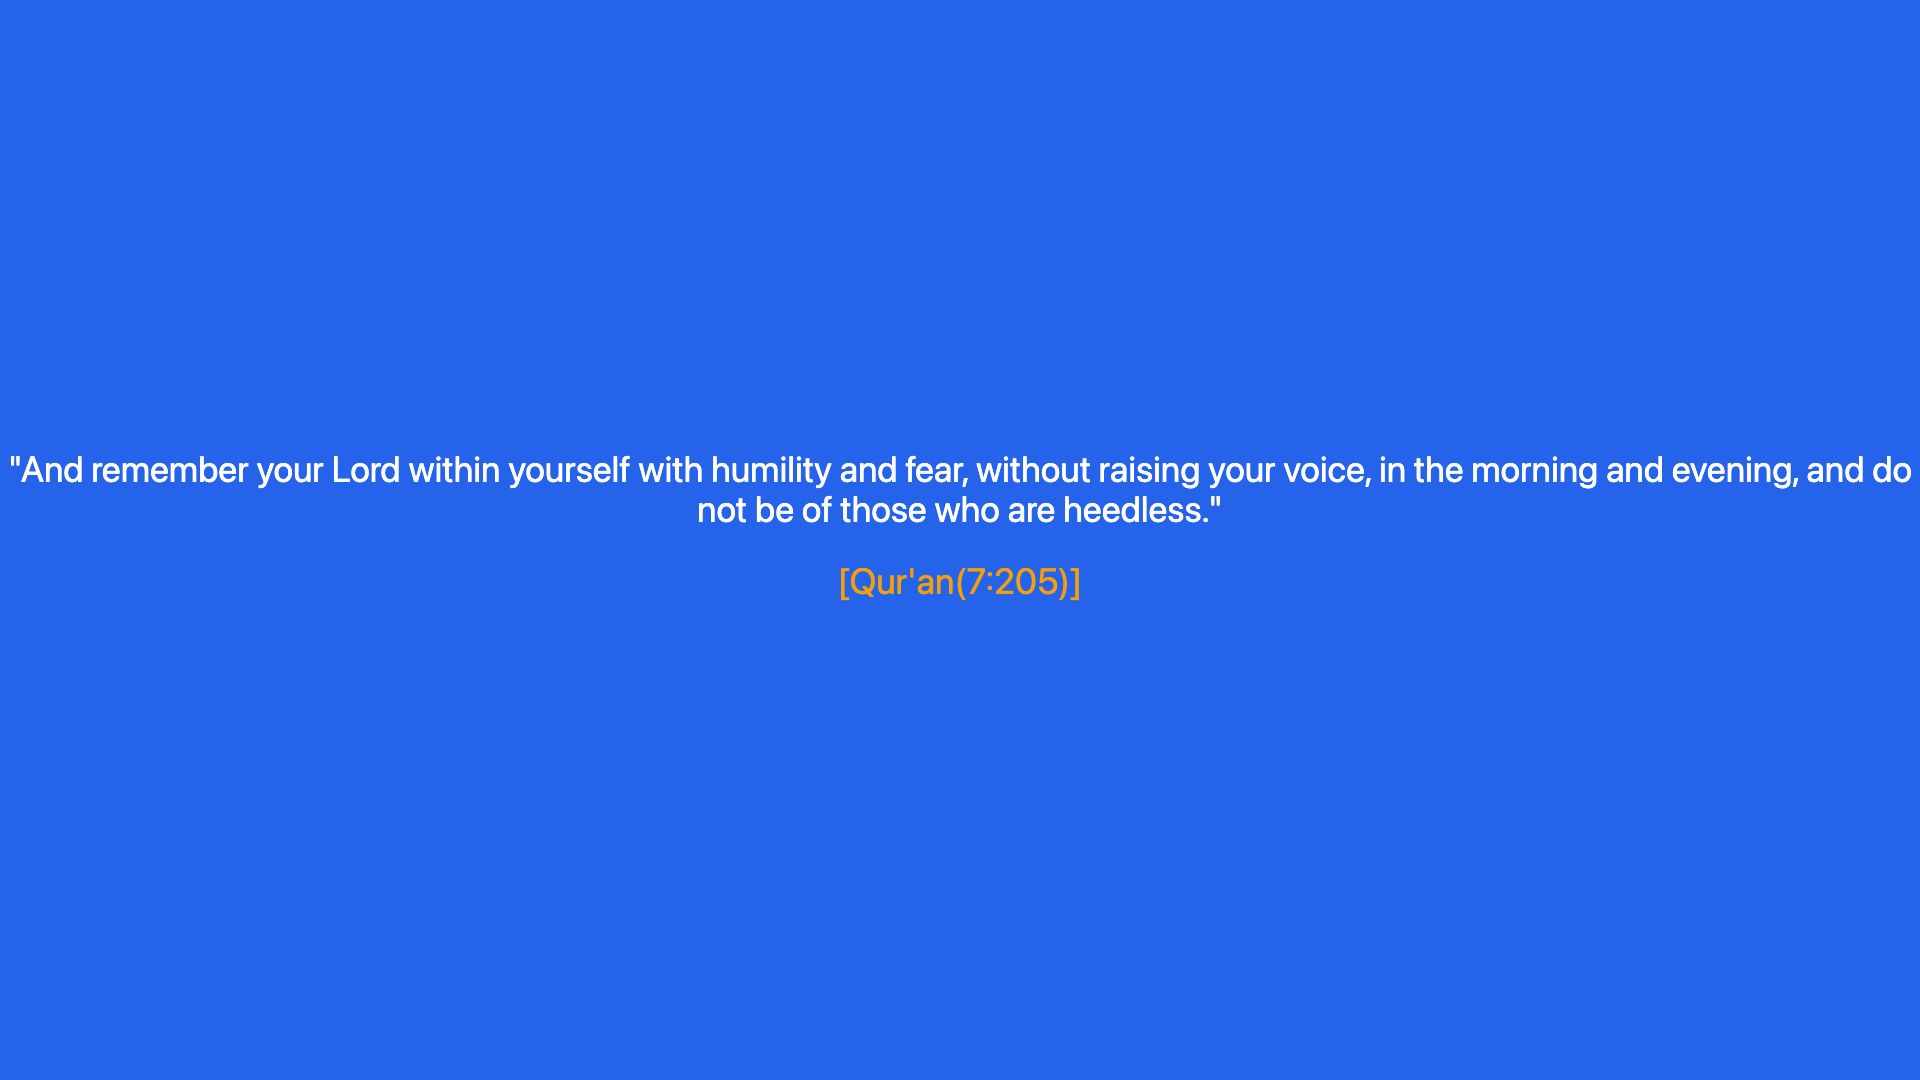 "And remember your Lord within yourself with humility and fear, without raising your voice, in the morning and evening, and do
not be of those who are heedless."
[Qur'an(7:205)]